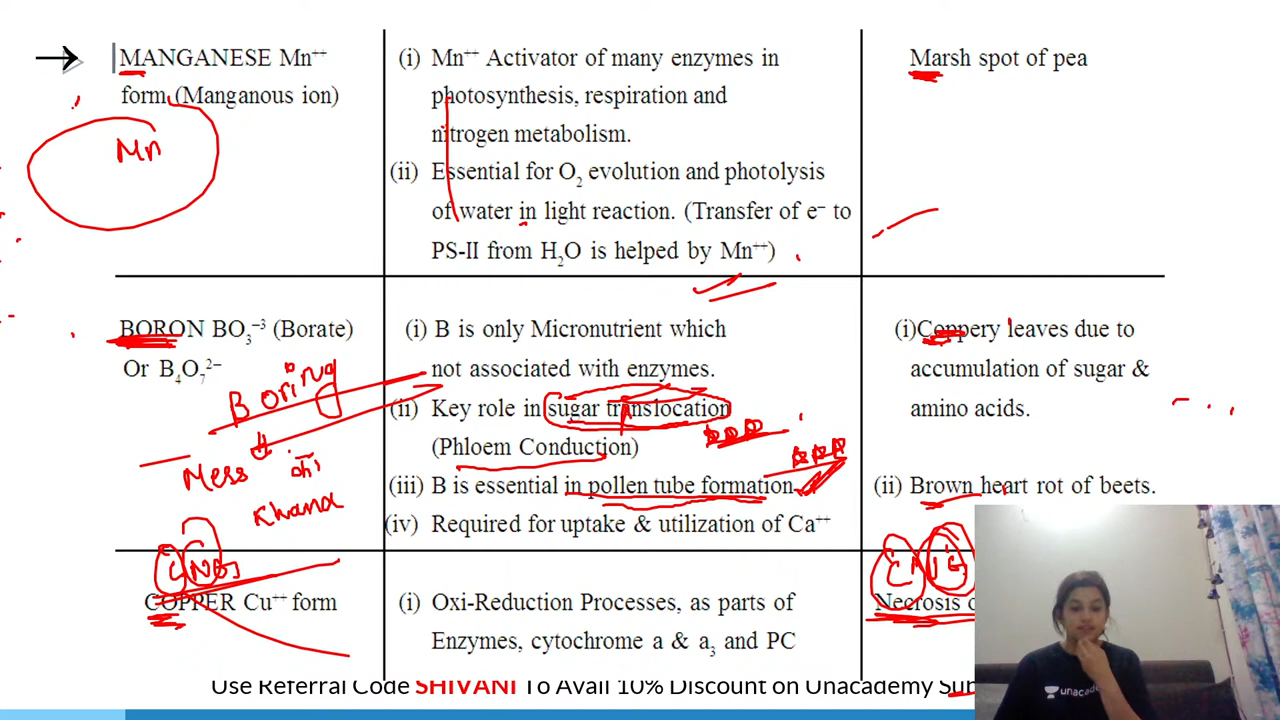 MANGANESE Mn⁺⁺
form (Manganous ion)
Mn
(i) Mn⁺⁺ Activator of many enzymes in
photosynthesis, respiration and
nitrogen metabolism.
(ii) Essential for O₂ evolution and photolysis
of water in light reaction. (Transfer of e⁻ to
PS-II from H₂O is helped by Mn⁺⁺)
Marsh spot of pea
BORON BO₃⁻³ (Borate)
Or B₄O₇²⁻
Boring
Mess
Khana
(i) B is only Micronutrient which
not associated with enzymes.
(ii) Key role in sugar translocation
(Phloem Conduction)
(iii) B is essential in pollen tube formation
(iv) Required for uptake & utilization of Ca⁺⁺
(i) Coppery leaves due to
accumulation of sugar &
amino acids.
(ii) Brown heart rot of beets.
COPPER Cu⁺⁺ form
(i) Oxi-Reduction Processes, as parts of
Enzymes, cytochrome a & a₃ and PC
Necrosis
unacade
Use Referral Code SHIVANI To Avail 10% Discount on Unacademy Su